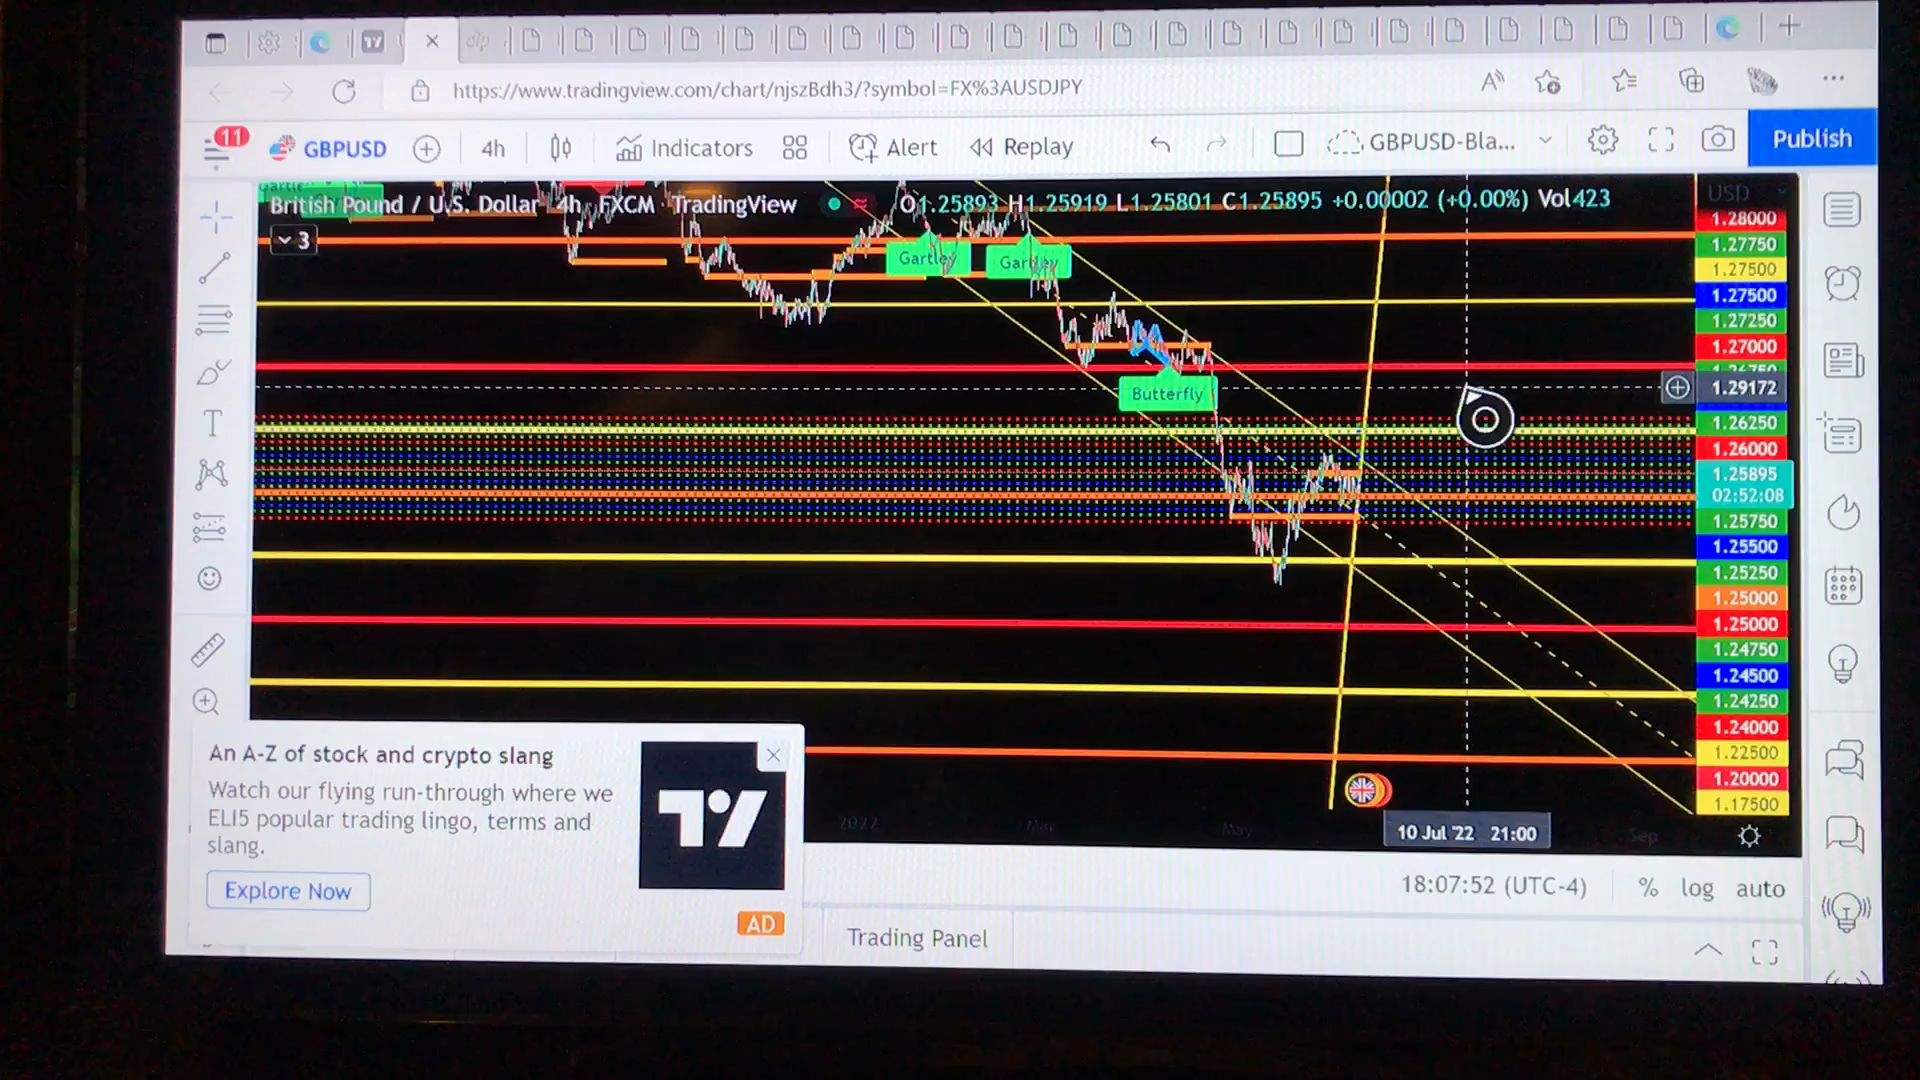 https://www.tradingview.com/chart/njszBdh3/?symbol=FX%3AUSDJPY
11
GBPUSD
4h
Indicators
Alert
Replay
GBPUSD-Bla...
Publish
British Pound / U.S. Dollar 4h FXCM TradingView
O1.25893 H1.25919 L1.25801 C1.25895 +0.00002 (+0.00%) Vol423
3
USD
Gartley
Gartley
Butterfly
1.28000
1.27750
1.27500
1.27500
1.27250
1.27000
1.29172
1.26250
1.26000
1.25895
02:52:08
1.25750
1.25500
1.25250
1.25000
1.25000
1.24750
1.24500
1.24250
1.24000
1.22500
1.20000
1.17500
2022
Mar
May
10 Jul '22 21:00
Sep
An A-Z of stock and crypto slang
Watch our flying run-through where we
ELI5 popular trading lingo, terms and
slang.
Explore Now
AD
18:07:52 (UTC-4)
%
log
auto
Trading Panel